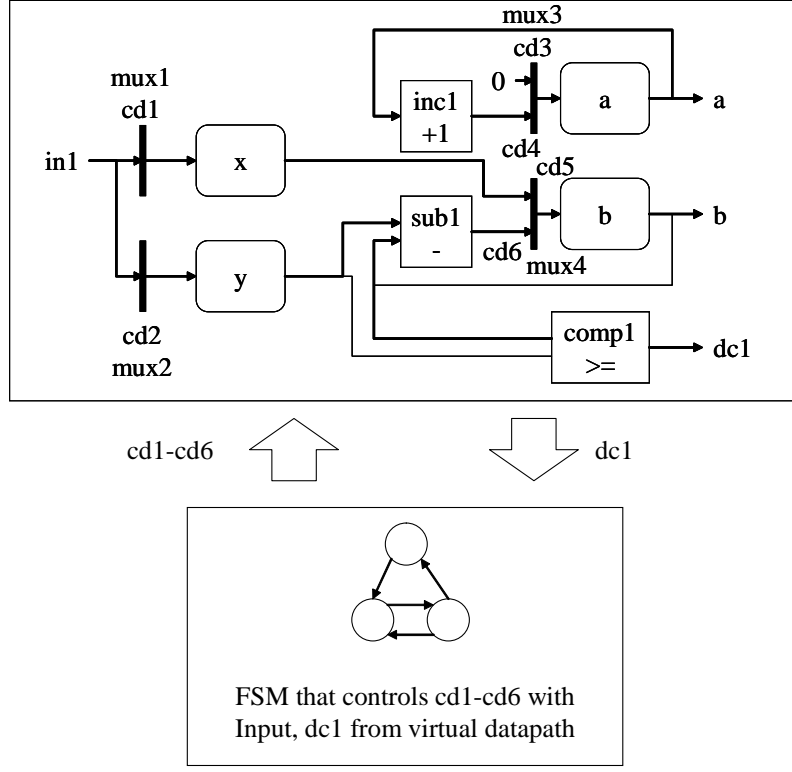 mux3
cd3
mux1
cd1
0
inc1
+1
a
a
cd4
in1
x
cd5
sub1
-
b
b
cd6
mux4
y
cd2
mux2
comp1
>=
dc1
cd1-cd6
dc1
FSM that controls cd1-cd6 with
Input, dc1 from virtual datapath